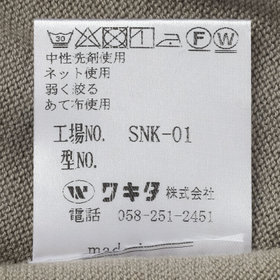 30 F W
中性洗剤使用
ネット使用
弱く絞る
あて布使用
工場NO. SNK-01
型NO.
ワキタ 株式会社
電話 058-251-2451
made